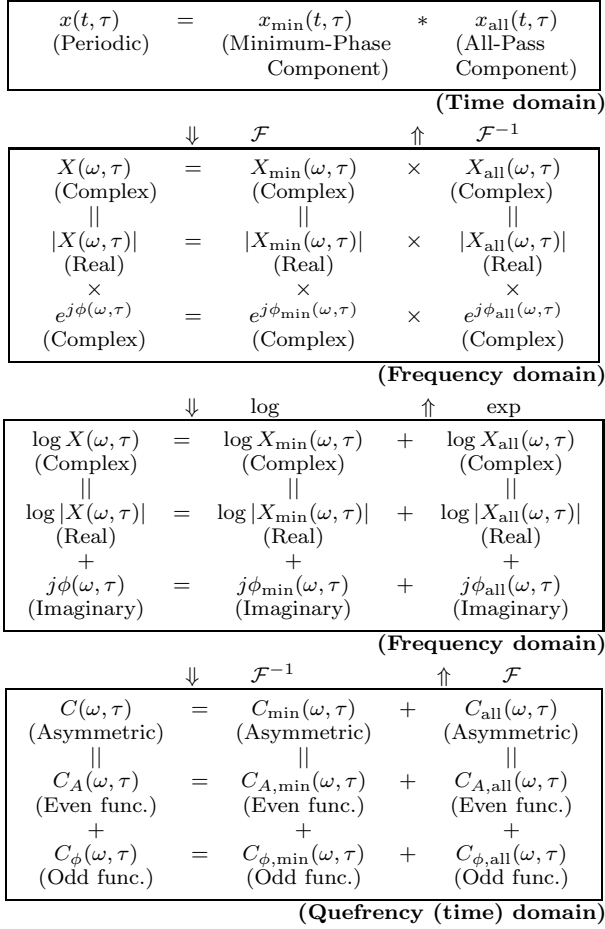 x(t, τ) = x_min(t, τ) * x_all(t, τ)
(Periodic) (Minimum-Phase (All-Pass
Component) Component)
(Time domain)
⇓ ℱ ⇑ ℱ⁻¹
X(ω, τ) = X_min(ω, τ) × X_all(ω, τ)
(Complex) (Complex) (Complex)
|| || ||
|X(ω, τ)| = |X_min(ω, τ)| × |X_all(ω, τ)|
(Real) (Real) (Real)
× × ×
e^{jϕ(ω,τ)} = e^{jϕ_min(ω,τ)} × e^{jϕ_all(ω,τ)}
(Complex) (Complex) (Complex)
(Frequency domain)
⇓ log ⇑ exp
log X(ω, τ) = log X_min(ω, τ) + log X_all(ω, τ)
(Complex) (Complex) (Complex)
|| || ||
log |X(ω, τ)| = log |X_min(ω, τ)| + log |X_all(ω, τ)|
(Real) (Real) (Real)
+ + +
jϕ(ω, τ) = jϕ_min(ω, τ) + jϕ_all(ω, τ)
(Imaginary) (Imaginary) (Imaginary)
(Frequency domain)
⇓ ℱ⁻¹ ⇑ ℱ
C(ω, τ) = C_min(ω, τ) + C_all(ω, τ)
(Asymmetric) (Asymmetric) (Asymmetric)
|| || ||
C_A(ω, τ) = C_{A,min}(ω, τ) + C_{A,all}(ω, τ)
(Even func.) (Even func.) (Even func.)
+ + +
C_ϕ(ω, τ) = C_{ϕ,min}(ω, τ) + C_{ϕ,all}(ω, τ)
(Odd func.) (Odd func.) (Odd func.)
(Quefrency (time) domain)